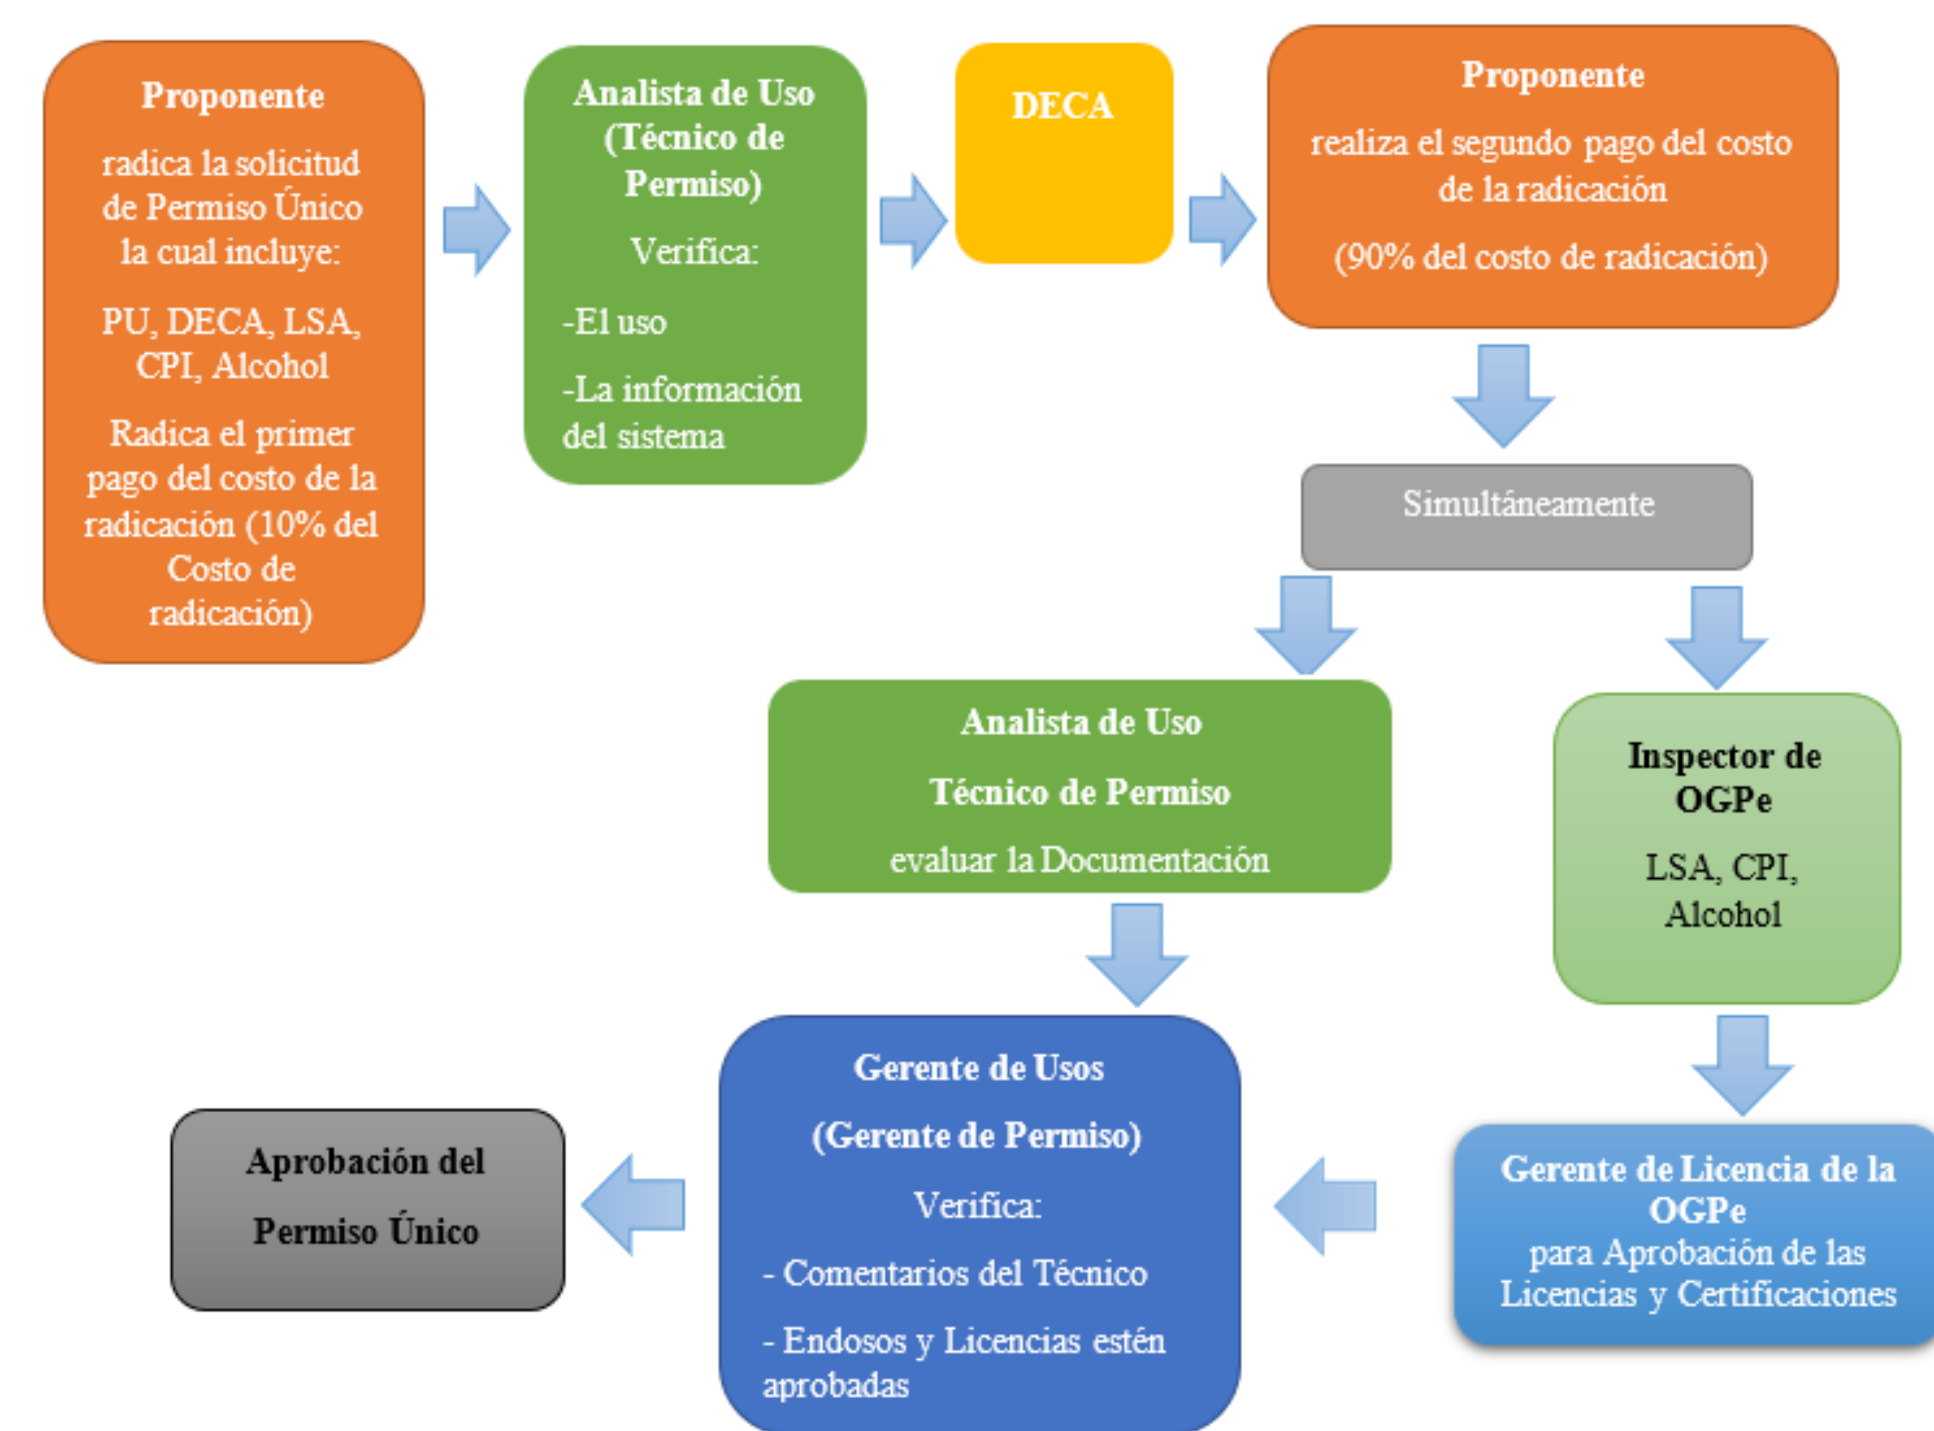 Proponente
radica la solicitud
de Permiso Único
la cual incluye:
PU, DECA, LSA,
CPI, Alcohol
Radica el primer
pago del costo de la
radicación (10% del
Costo de
radicación)
Analista de Uso
(Técnico de
Permiso)
Verifica:
-El uso
-La información
del sistema
DECA
Proponente
realiza el segundo pago del costo
de la radicación
(90% del costo de radicación)
Simultáneamente
Analista de Uso
Técnico de Permiso
evaluar la Documentación
Inspector de
OGPe
LSA, CPI,
Alcohol
Gerente de Licencia de la
OGPe
para Aprobación de las
Licencias y Certificaciones
Gerente de Usos
(Gerente de Permiso)
Verifica:
- Comentarios del Técnico
- Endosos y Licencias estén
aprobadas
Aprobación del
Permiso Único